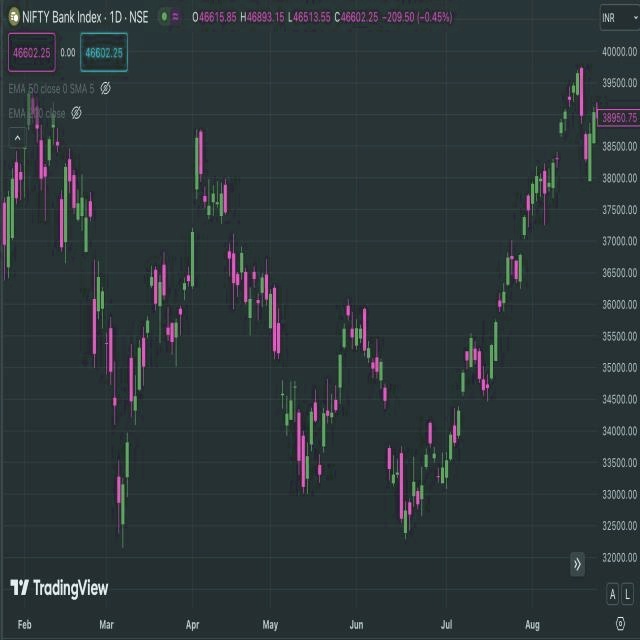 NIFTY Bank Index · 1D · NSE O46615.85 H46893.15 L46513.55 C46602.25 −209.50 (−0.45%)
INR
46602.25 0.00 46602.25
EMA 50 close 0 SMA 5
EMA 200 close
40000.00
39500.00
38950.75
38500.00
38000.00
37500.00
37000.00
36500.00
36000.00
35500.00
35000.00
34500.00
34000.00
33500.00
33000.00
32500.00
32000.00
TradingView
A L
Feb Mar Apr May Jun Jul Aug